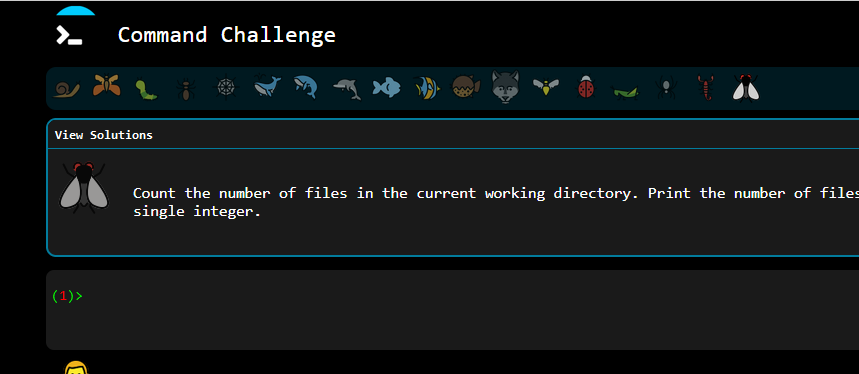 >_ Command Challenge
View Solutions
Count the number of files in the current working directory. Print the number of files
single integer.
(1)>